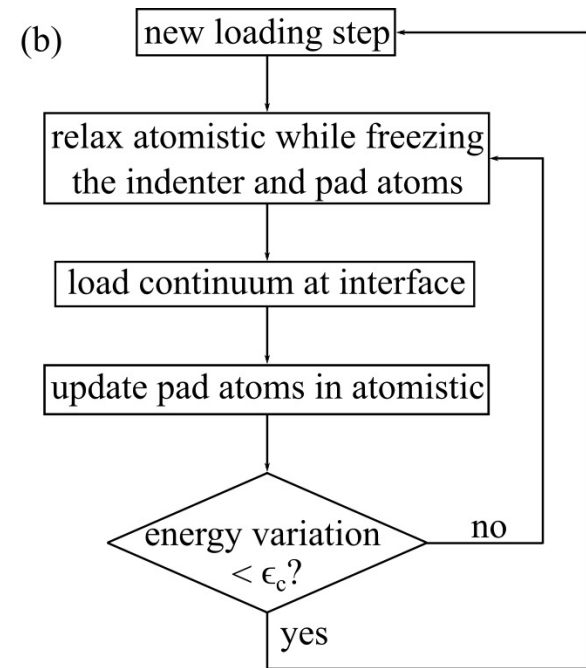 (b)
new loading step
relax atomistic while freezing
the indenter and pad atoms
load continuum at interface
update pad atoms in atomistic
energy variation
< ϵc?
no
yes